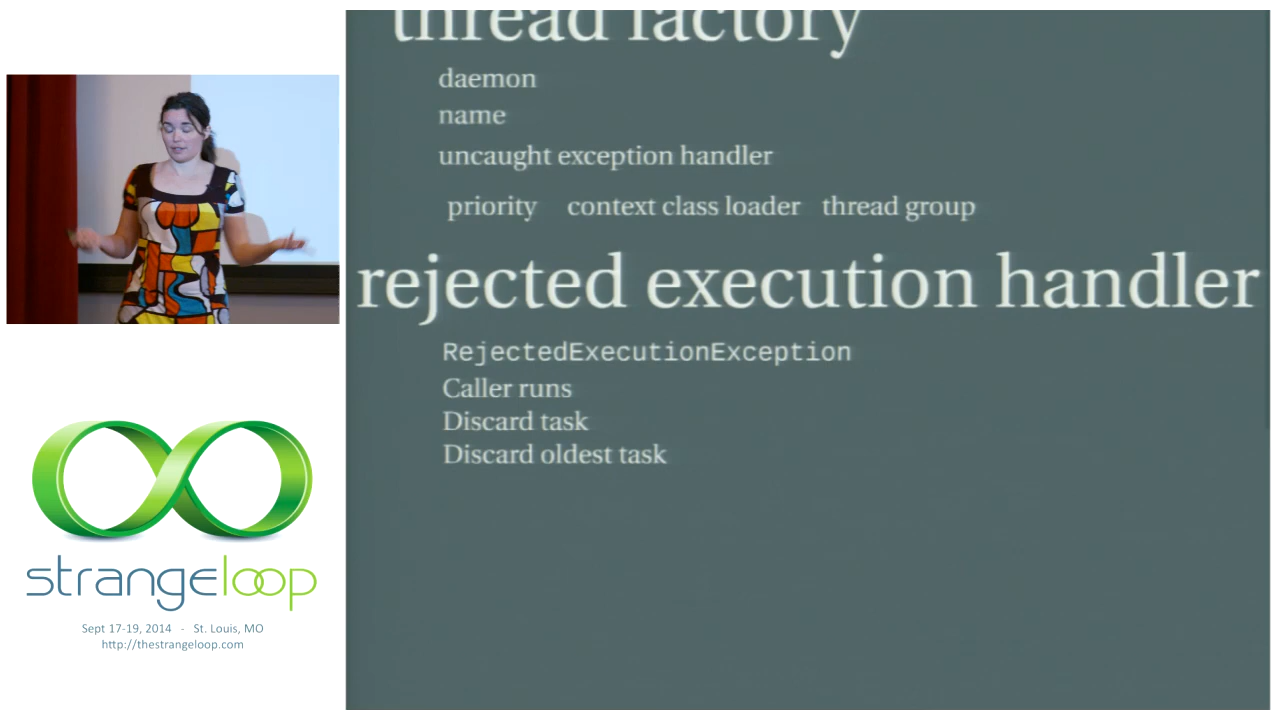 thread factory
daemon
name
uncaught exception handler
priority context class loader thread group
rejected execution handler
RejectedExecutionException
Caller runs
Discard task
Discard oldest task
strangeloop
Sept 17-19, 2014 - St. Louis, MO
http://thestrangeloop.com